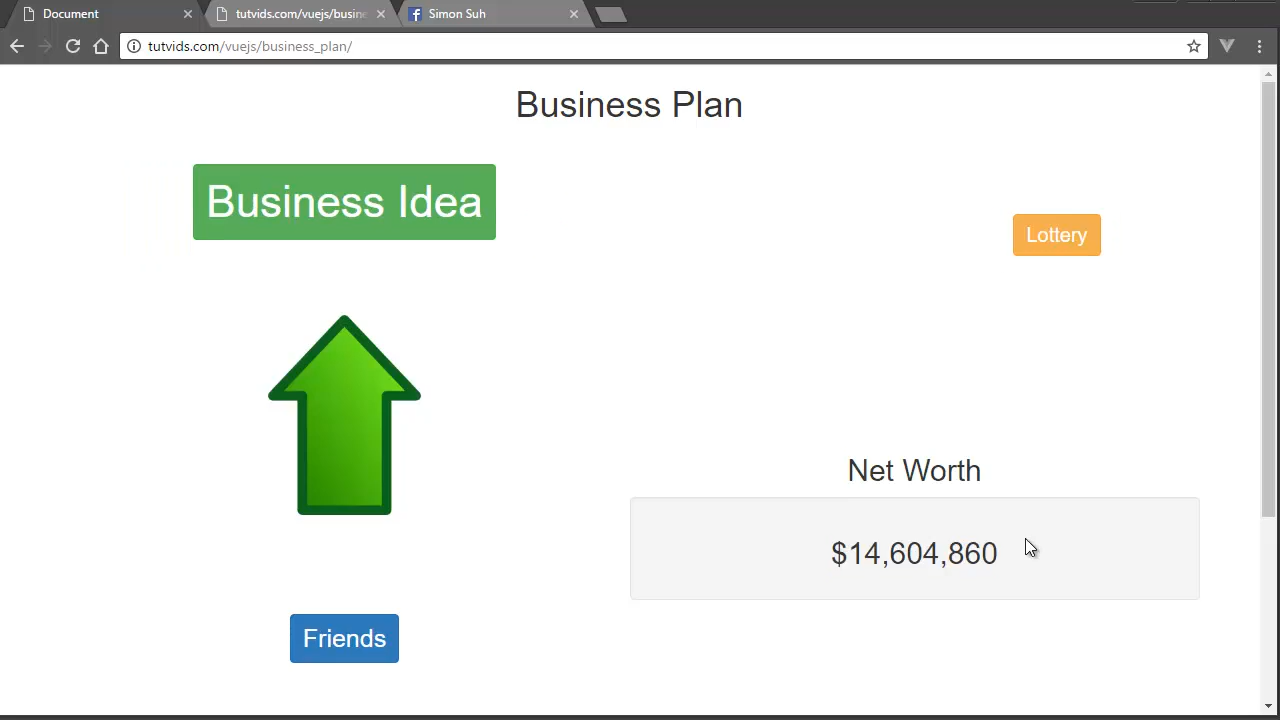 Document
tutvids.com/vuejs/busine
Simon Suh
tutvids.com/vuejs/business_plan/
Business Plan
Business Idea
Lottery
Net Worth
$14,604,860
Friends